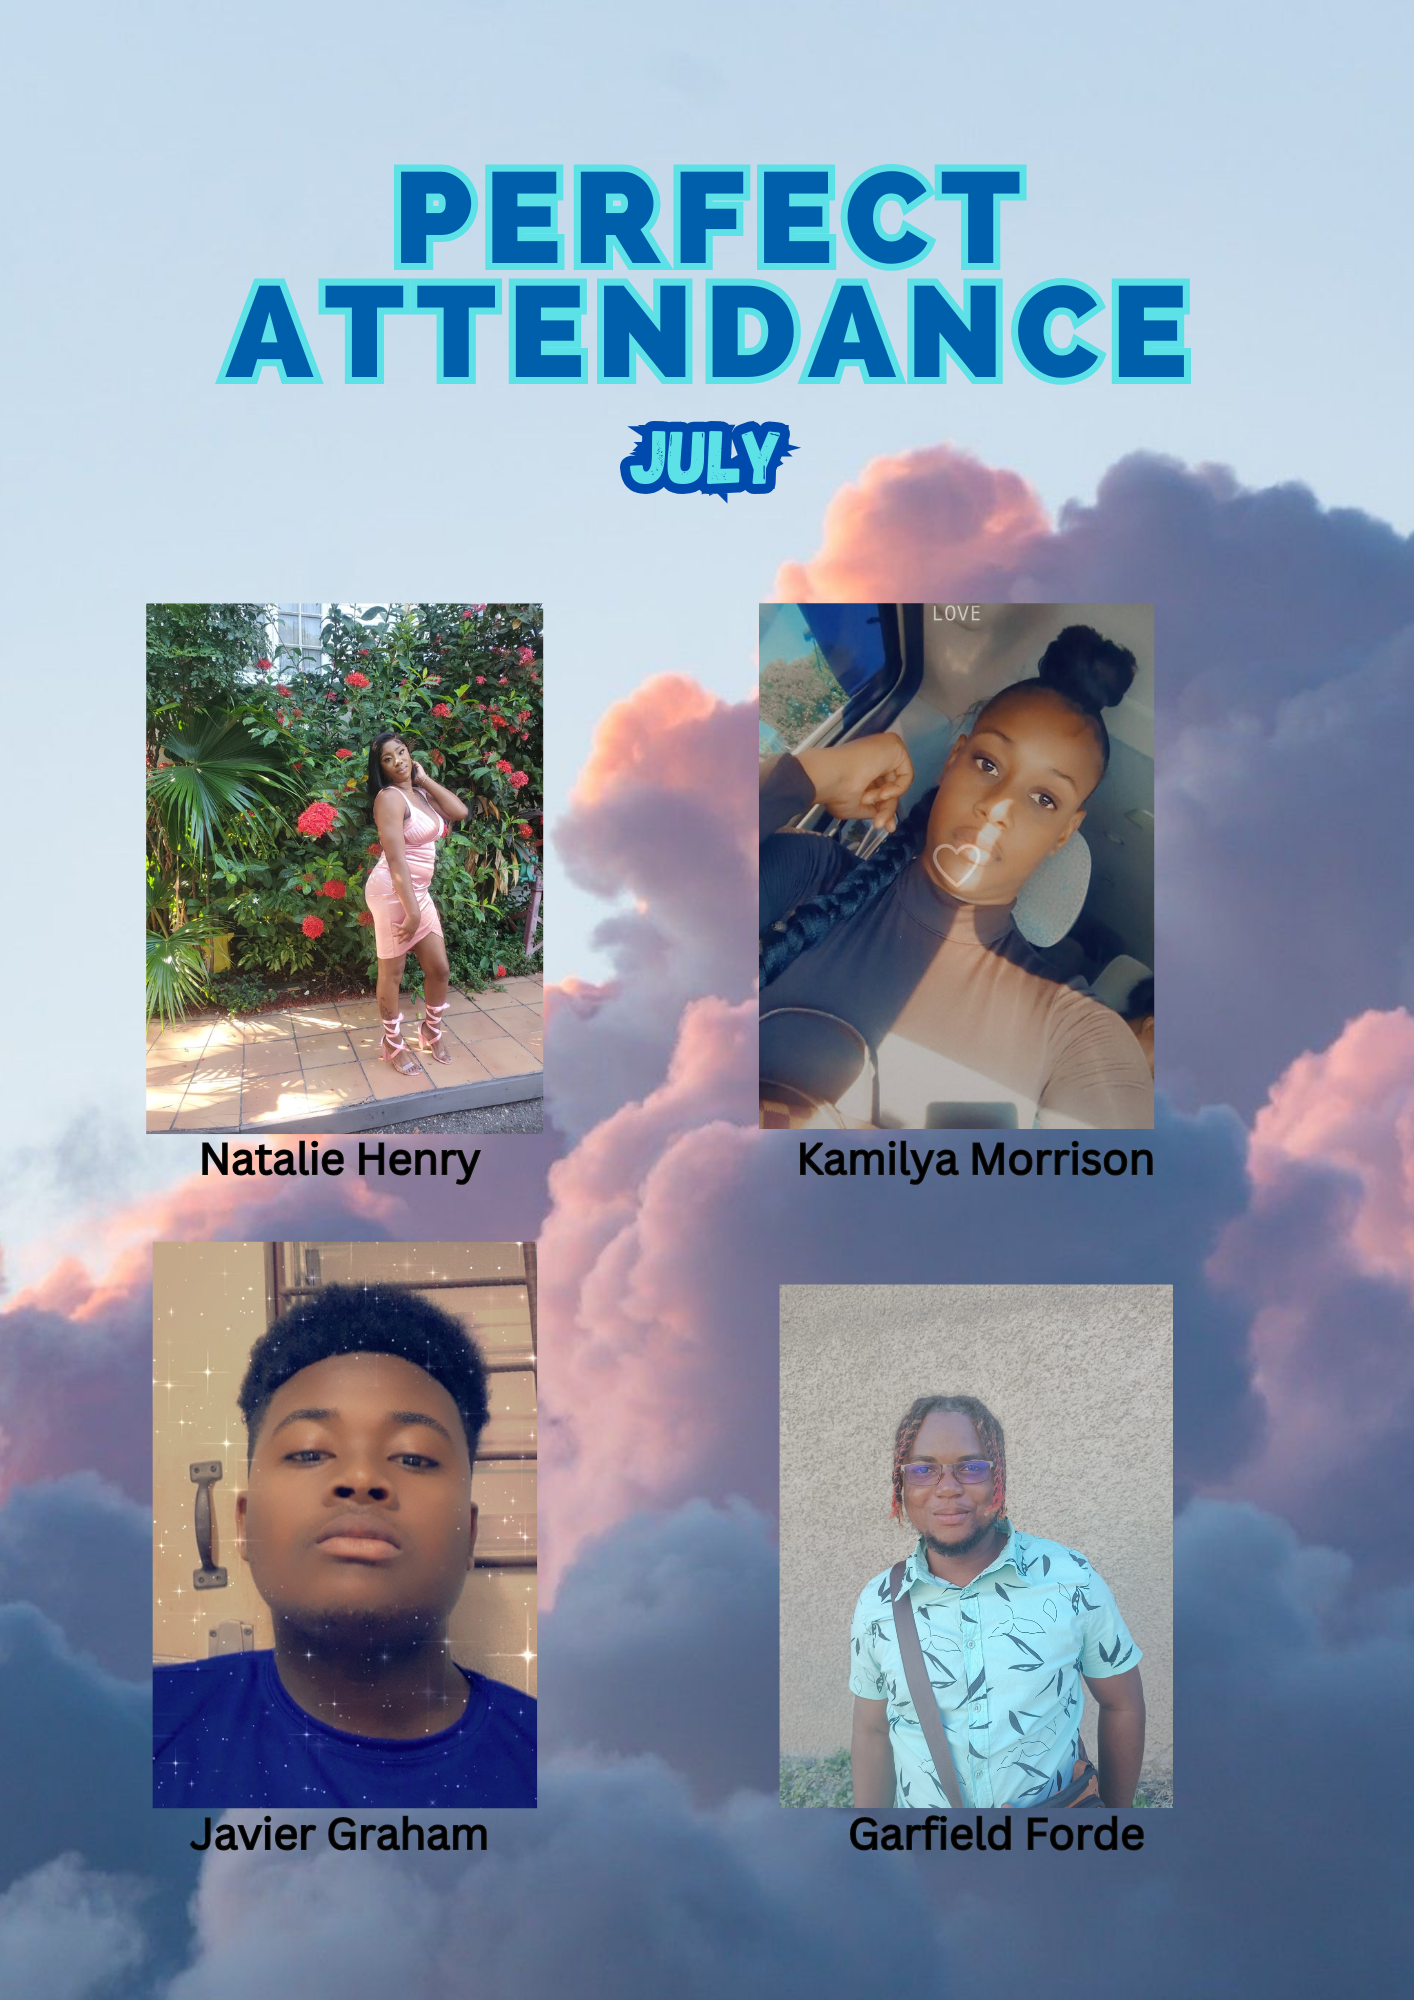 PERFECT
ATTENDANCE
JULY
LOVE
Natalie Henry
Kamilya Morrison
Javier Graham
Garfield Forde